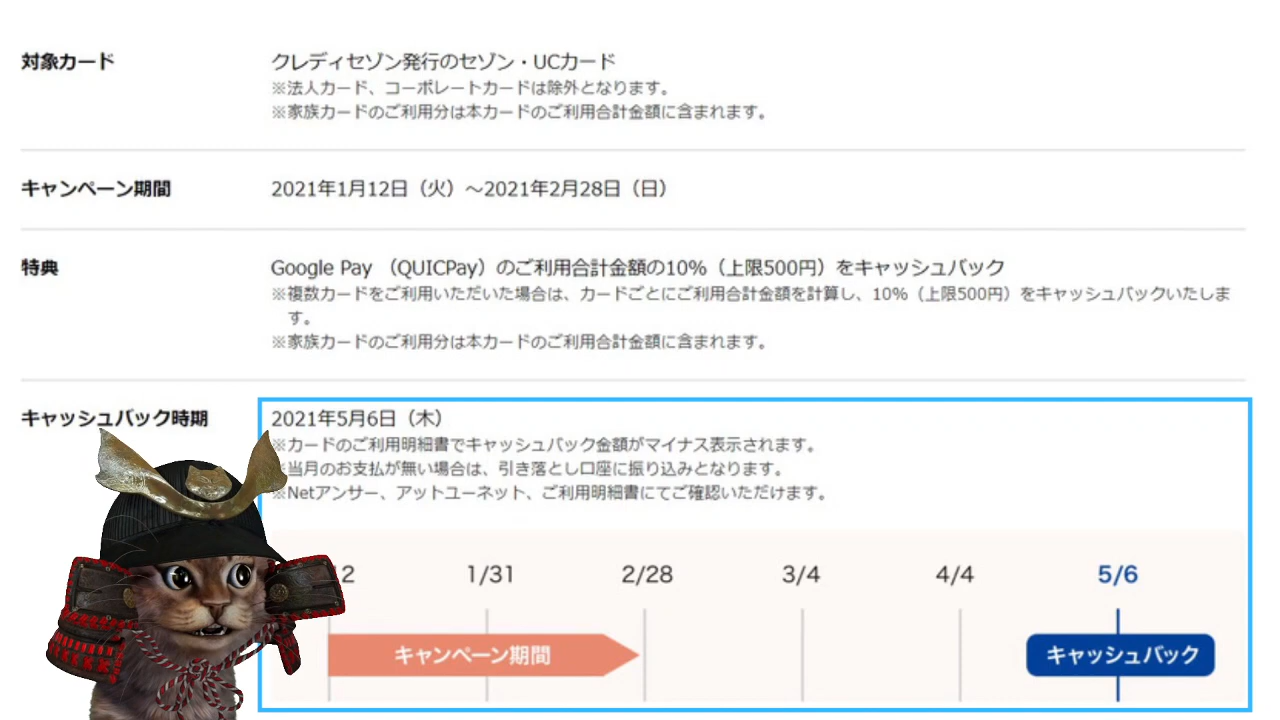 対象カード
クレディセゾン発行のセゾン・UCカード
※法人カード、コーポレートカードは除外となります。
※家族カードのご利用分は本カードのご利用合計金額に含まれます。
キャンペーン期間
2021年1月12日（火）～2021年2月28日（日）
特典
Google Pay （QUICPay）のご利用合計金額の10%（上限500円）をキャッシュバック
※複数カードをご利用いただいた場合は、カードごとにご利用合計金額を計算し、10%（上限500円）をキャッシュバックいたしま
す。
※家族カードのご利用分は本カードのご利用合計金額に含まれます。
キャッシュバック時期
2021年5月6日（木）
※カードのご利用明細書でキャッシュバック金額がマイナス表示されます。
※当月のお支払が無い場合は、引き落とし口座に振り込みとなります。
※Netアンサー、アットユーネット、ご利用明細書にてご確認いただけます。
2 1/31 2/28 3/4 4/4 5/6
キャンペーン期間 キャッシュバック